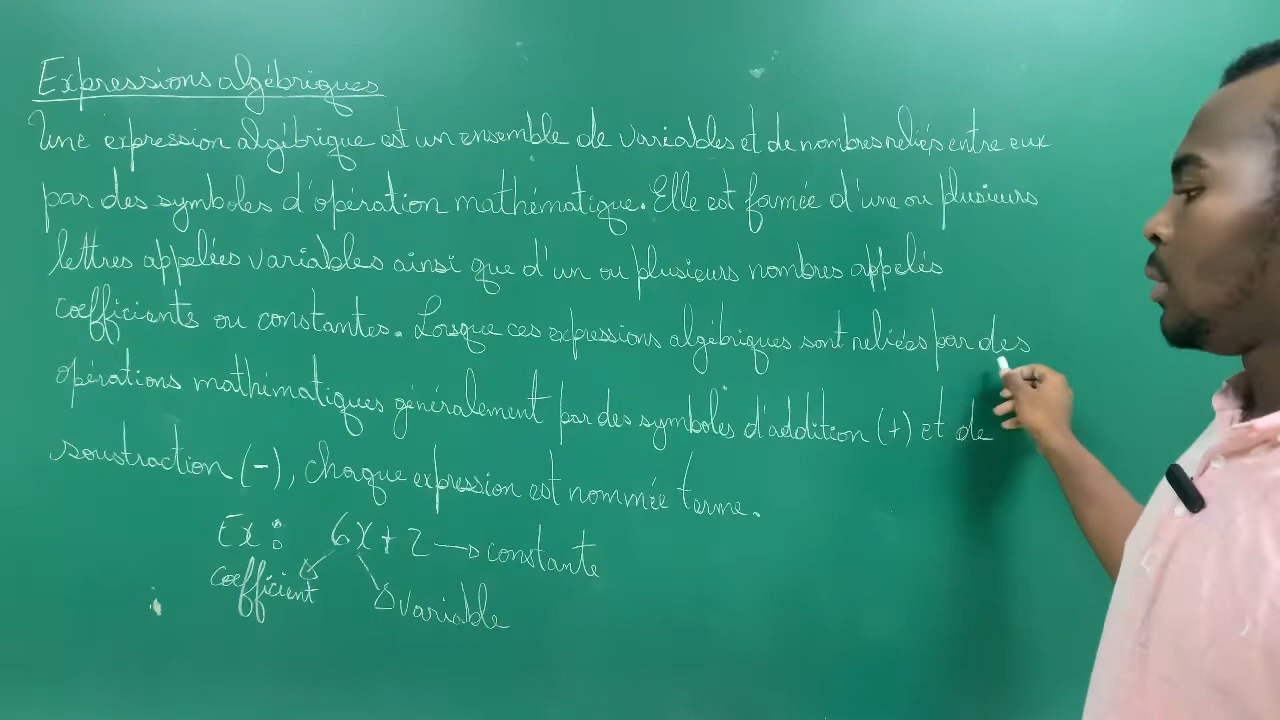 Expressions algébriques
Une expression algébrique est un ensemble de variables et de nombres reliés entre eux
par des symboles d'opération mathématique. Elle est formée d'une ou plusieurs
lettres appelées variables ainsi que d'un ou plusieurs nombres appelés
coefficients ou constantes. Lorsque ces expressions algébriques sont reliées par des
opérations mathématiques généralement par des symboles d'addition (+) et de
soustraction (-), chaque expression est nommée terme.
Ex : 6x + 2 → constante
coefficient
variable